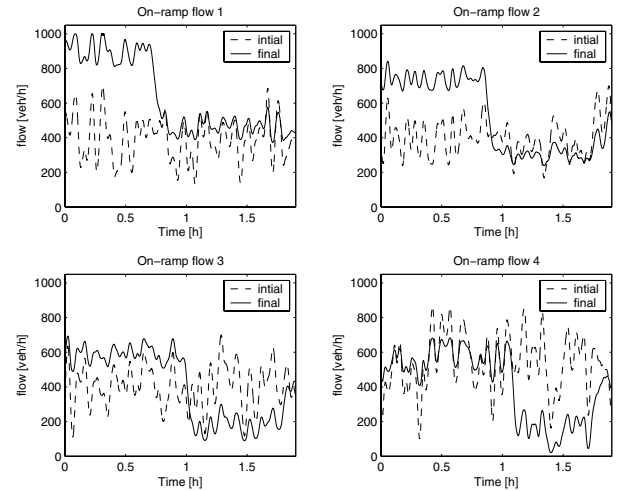 On−ramp flow 1
1000
800
600
400
200
0
flow [veh/h]
intial
final
0
0.5
1
1.5
Time [h]
On−ramp flow 2
1000
800
600
400
200
0
flow [veh/h]
intial
final
0
0.5
1
1.5
Time [h]
On−ramp flow 3
1000
800
600
400
200
0
flow [veh/h]
intial
final
0
0.5
1
1.5
Time [h]
On−ramp flow 4
1000
800
600
400
200
0
flow [veh/h]
intial
final
0
0.5
1
1.5
Time [h]